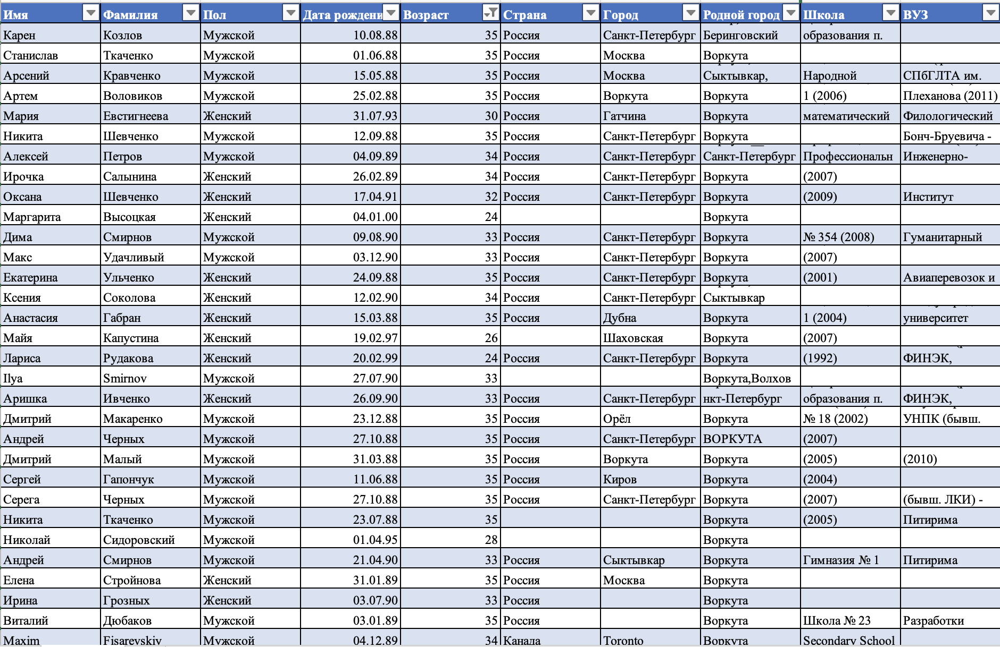 Имя Фамилия Пол Дата рождени Возраст Страна Город Родной город Школа ВУЗ
Карен Козлов Мужской 10.08.88 35 Россия Санкт-Петербург Беринговский образования п.
Станислав Ткаченко Мужской 01.06.88 35 Россия Москва Воркута
Арсений Кравченко Мужской 15.05.88 35 Россия Москва Сыктывкар, Народной СПбГЛТА им.
Артем Воловиков Мужской 25.02.88 35 Россия Воркута Воркута 1 (2006) Плеханова (2011)
Мария Евстигнеева Женский 31.07.93 30 Россия Гатчина Воркута математический Филологический
Никита Шевченко Мужской 12.09.88 35 Россия Санкт-Петербург Воркута Бонч-Бруевича -
Алексей Петров Мужской 04.09.89 34 Россия Санкт-Петербург Санкт-Петербург Профессиональн Инженерно-
Ирочка Салынина Женский 26.02.89 34 Россия Санкт-Петербург Воркута (2007)
Оксана Шевченко Женский 17.04.91 32 Россия Санкт-Петербург Воркута (2009) Институт
Маргарита Высоцкая Женский 04.01.00 24 Воркута
Дима Смирнов Мужской 09.08.90 33 Россия Санкт-Петербург Воркута № 354 (2008) Гуманитарный
Макс Удачливый Мужской 03.12.90 33 Россия Санкт-Петербург Воркута (2007)
Екатерина Ульченко Женский 24.09.88 35 Россия Санкт-Петербург Воркута (2001) Авиаперевозок и
Ксения Соколова Женский 12.02.90 34 Россия Санкт-Петербург Сыктывкар
Анастасия Габран Женский 15.03.88 35 Россия Дубна Воркута 1 (2004) университет
Майя Капустина Женский 19.02.97 26 Шаховская Воркута (2007)
Лариса Рудакова Женский 20.02.99 24 Россия Санкт-Петербург Воркута (1992) ФИНЭК,
Ilya Smirnov Мужской 27.07.90 33 Воркута,Волхов
Аришка Ивченко Женский 26.09.90 33 Россия Санкт-Петербург нкт-Петербург образования п. ФИНЭК,
Дмитрий Макаренко Мужской 23.12.88 35 Россия Орёл Воркута № 18 (2002) УНПК (бывш.
Андрей Черных Мужской 27.10.88 35 Россия Санкт-Петербург ВОРКУТА (2007)
Дмитрий Малый Мужской 31.03.88 35 Россия Воркута Воркута (2005) (2010)
Сергей Гапончук Мужской 11.06.88 35 Россия Киров Воркута (2004)
Серега Черных Мужской 27.10.88 35 Россия Санкт-Петербург Воркута (2007) (бывш. ЛКИ) -
Никита Ткаченко Мужской 23.07.88 35 Воркута (2005) Питирима
Николай Сидоровский Мужской 01.04.95 28 Воркута
Андрей Смирнов Мужской 21.04.90 33 Россия Сыктывкар Воркута Гимназия № 1 Питирима
Елена Стройнова Женский 31.01.89 35 Россия Москва Воркута
Ирина Грозных Женский 03.07.90 33 Россия Воркута
Виталий Дюбаков Мужской 03.01.89 35 Россия Воркута Школа № 23 Разработки
Maxim Fisarevskiy Мужской 04.12.89 34 Канада Toronto Воркута Secondary School